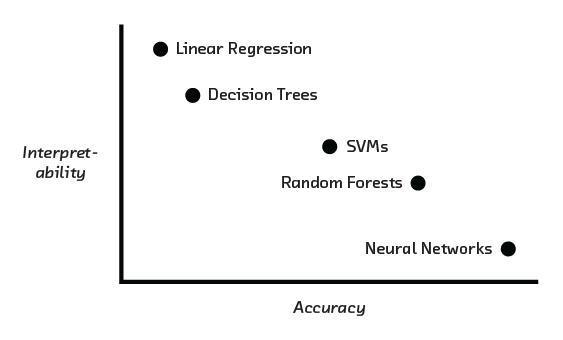 Linear Regression
Decision Trees
SVMs
Interpret-
ability
Random Forests
Neural Networks
Accuracy